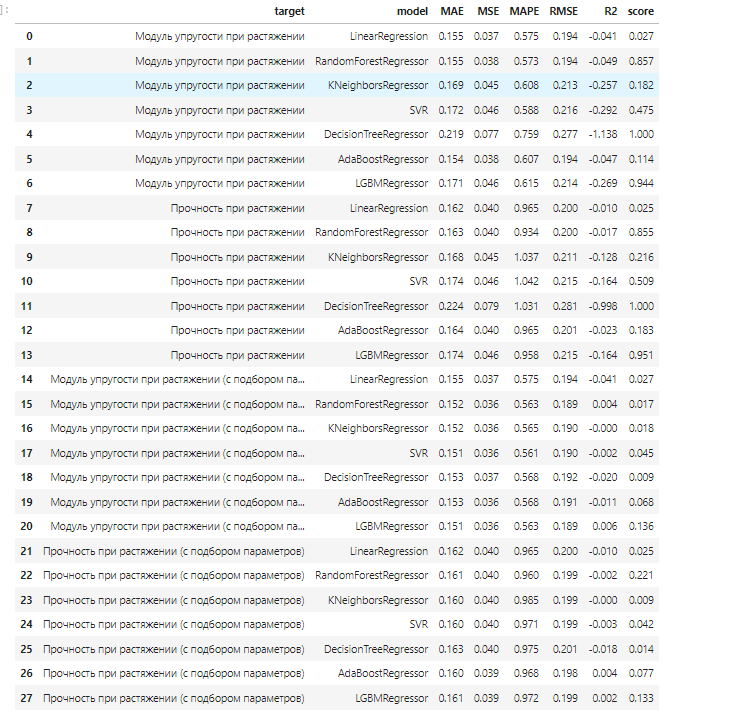 ]:
target model MAE MSE MAPE RMSE R2 score
0 Модуль упругости при растяжении LinearRegression 0.155 0.037 0.575 0.194 -0.041 0.027
1 Модуль упругости при растяжении RandomForestRegressor 0.155 0.038 0.573 0.194 -0.049 0.857
2 Модуль упругости при растяжении KNeighborsRegressor 0.169 0.045 0.608 0.213 -0.257 0.182
3 Модуль упругости при растяжении SVR 0.172 0.046 0.588 0.216 -0.292 0.475
4 Модуль упругости при растяжении DecisionTreeRegressor 0.219 0.077 0.759 0.277 -1.138 1.000
5 Модуль упругости при растяжении AdaBoostRegressor 0.154 0.038 0.607 0.194 -0.047 0.114
6 Модуль упругости при растяжении LGBMRegressor 0.171 0.046 0.615 0.214 -0.269 0.944
7 Прочность при растяжении LinearRegression 0.162 0.040 0.965 0.200 -0.010 0.025
8 Прочность при растяжении RandomForestRegressor 0.163 0.040 0.934 0.200 -0.017 0.855
9 Прочность при растяжении KNeighborsRegressor 0.168 0.045 1.037 0.211 -0.128 0.216
10 Прочность при растяжении SVR 0.174 0.046 1.042 0.215 -0.164 0.509
11 Прочность при растяжении DecisionTreeRegressor 0.224 0.079 1.031 0.281 -0.998 1.000
12 Прочность при растяжении AdaBoostRegressor 0.164 0.040 0.965 0.201 -0.023 0.183
13 Прочность при растяжении LGBMRegressor 0.174 0.046 0.958 0.215 -0.164 0.951
14 Модуль упругости при растяжении (с подбором па... LinearRegression 0.155 0.037 0.575 0.194 -0.041 0.027
15 Модуль упругости при растяжении (с подбором па... RandomForestRegressor 0.152 0.036 0.563 0.189 0.004 0.017
16 Модуль упругости при растяжении (с подбором па... KNeighborsRegressor 0.152 0.036 0.565 0.190 -0.000 0.018
17 Модуль упругости при растяжении (с подбором па... SVR 0.151 0.036 0.561 0.190 -0.002 0.045
18 Модуль упругости при растяжении (с подбором па... DecisionTreeRegressor 0.153 0.037 0.568 0.192 -0.020 0.009
19 Модуль упругости при растяжении (с подбором па... AdaBoostRegressor 0.153 0.036 0.568 0.191 -0.011 0.068
20 Модуль упругости при растяжении (с подбором па... LGBMRegressor 0.151 0.036 0.563 0.189 0.006 0.136
21 Прочность при растяжении (с подбором параметров) LinearRegression 0.162 0.040 0.965 0.200 -0.010 0.025
22 Прочность при растяжении (с подбором параметров) RandomForestRegressor 0.161 0.040 0.960 0.199 -0.002 0.221
23 Прочность при растяжении (с подбором параметров) KNeighborsRegressor 0.160 0.040 0.985 0.199 -0.000 0.009
24 Прочность при растяжении (с подбором параметров) SVR 0.160 0.040 0.971 0.199 -0.003 0.042
25 Прочность при растяжении (с подбором параметров) DecisionTreeRegressor 0.163 0.040 0.975 0.201 -0.018 0.014
26 Прочность при растяжении (с подбором параметров) AdaBoostRegressor 0.160 0.039 0.968 0.198 0.004 0.077
27 Прочность при растяжении (с подбором параметров) LGBMRegressor 0.161 0.039 0.972 0.199 0.002 0.133